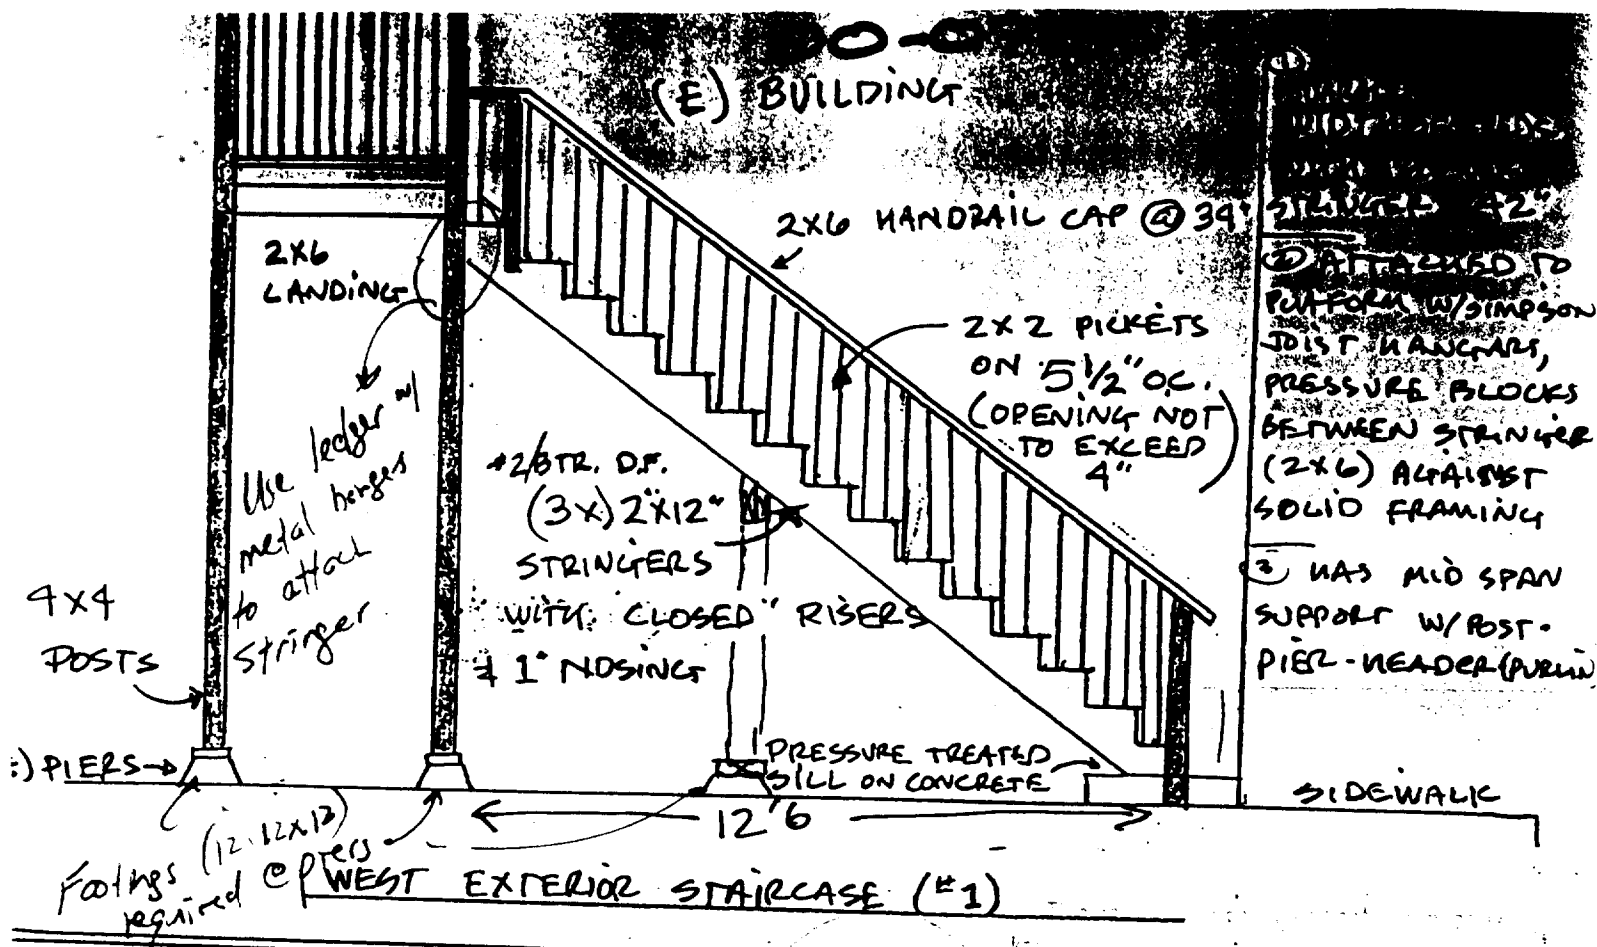 (E) BUILDING
2X6 HANDRAIL CAP @ 34"
STRINGER 42"
2X6
LANDING
② ATTACHED TO
PLATFORM W/SIMPSON
JOIST HANGARS,
PRESSURE BLOCKS
BETWEEN STRINGER
(2X6) AGAINST
SOLID FRAMING
③ HAS MID SPAN
SUPPORT W/POST-
PIER-HEADER(PURLIN
2X2 PICKETS
ON 5 1/2" O.C.
(OPENING NOT
TO EXCEED
4")
Use ledger w/
metal hangers
to attach
stringer
#2/BTR. D.F.
(3X) 2"X12"
STRINGERS
WITH "CLOSED" RISERS
& 1" NOSING
4X4
POSTS
:) PIERS
PRESSURE TREATED
SILL ON CONCRETE
SIDEWALK
12'6
Footings (12x12x12)
required @ piers
WEST EXTERIOR STAIRCASE (#1)